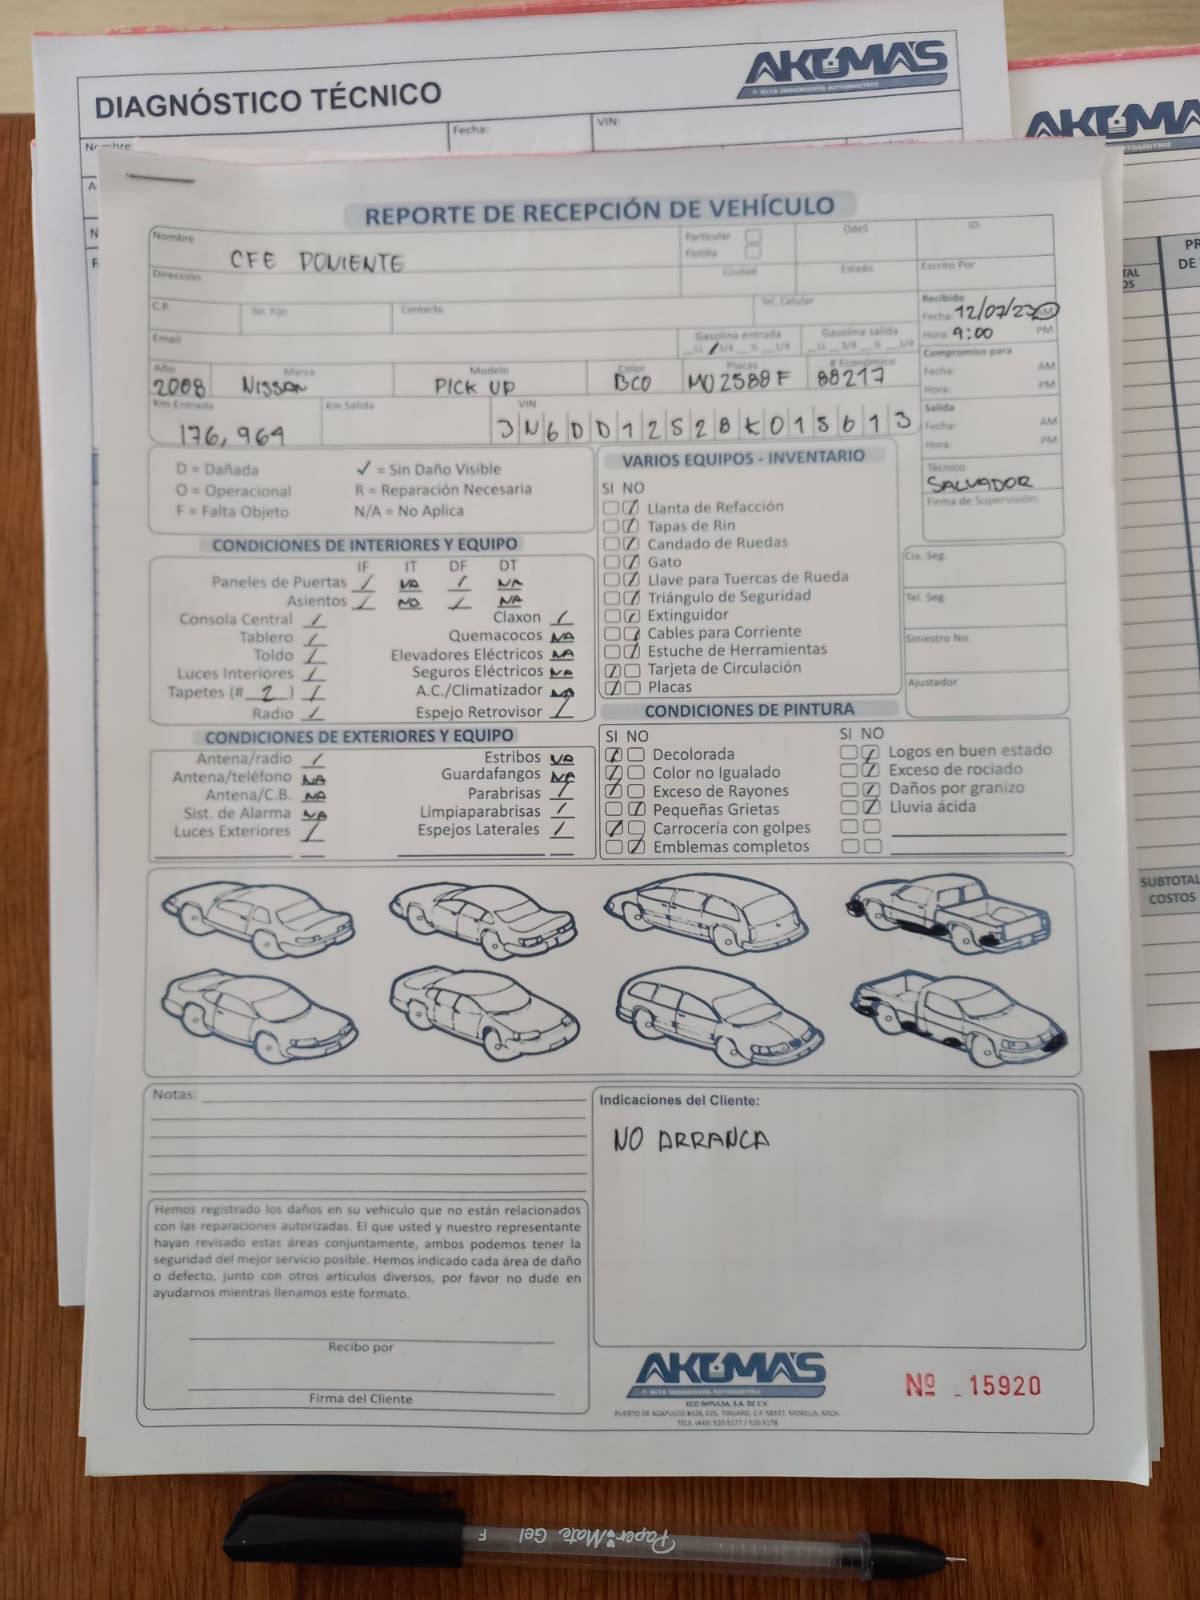 DIAGNÓSTICO TÉCNICO
AKUMA'S
ALTA INGENIERÍA AUTOMOTRIZ
Fecha:
VIN:
Nombre:
REPORTE DE RECEPCIÓN DE VEHÍCULO
Nombre CFE PONIENTE
Particular
Flotilla
OdeS
ID:
Dirección
Ciudad
Estado
Escrito Por
C.P.
Tel. Fijo
Contacto
Tel. Celular
Recibido
Fecha: 12/07/23 AM
Hora: 9:00 PM
Email
Gasolina entrada
Gasolina salida
Compromiso para
Fecha: AM
Hora: PM
Año 2008
Marca NISSAN
Modelo PICK UP
Color BCO
Placas M02588F
# Económico 88217
Km Entrada 176,964
Km Salida
VIN 3N6DD12S28K015613
Salida
Fecha: AM
Hora: PM
D = Dañada
✓ = Sin Daño Visible
O = Operacional
R = Reparación Necesaria
F = Falta Objeto
N/A = No Aplica
Técnico
SALVADOR
Firma de Supervisión:
Cia. Seg.
Tel. Seg.
Siniestro No.
Ajustador
VARIOS EQUIPOS - INVENTARIO
SI NO
Llanta de Refacción
Tapas de Rin
Candado de Ruedas
Gato
Llave para Tuercas de Rueda
Triángulo de Seguridad
Extinguidor
Cables para Corriente
Estuche de Herramientas
Tarjeta de Circulación
Placas
CONDICIONES DE INTERIORES Y EQUIPO
IF IT DF DT
Paneles de Puertas / NA / NA
Asientos / NO / NA
Consola Central /
Claxon /
Tablero /
Quemacocos NA
Toldo /
Elevadores Eléctricos NA
Luces Interiores /
Seguros Eléctricos NA
Tapetes (# 2 ) /
A.C./Climatizador NA
Radio /
Espejo Retrovisor /
CONDICIONES DE EXTERIORES Y EQUIPO
Antena/radio /
Estribos NA
Antena/teléfono NA
Guardafangos NA
Antena/C.B. NA
Parabrisas /
Sist. de Alarma NA
Limpiaparabrisas /
Luces Exteriores /
Espejos Laterales /
CONDICIONES DE PINTURA
SI NO
Decolorada
Color no Igualado
Exceso de Rayones
Pequeñas Grietas
Carrocería con golpes
Emblemas completos
SI NO
Logos en buen estado
Exceso de rociado
Daños por granizo
Lluvia ácida
Notas:
Indicaciones del Cliente:
NO ARRANCA
Hemos registrado los daños en su vehiculo que no están relacionados
con las reparaciones autorizadas. El que usted y nuestro representante
hayan revisado estas áreas conjuntamente, ambos podemos tener la
seguridad del mejor servicio posible. Hemos indicado cada área de daño
o defecto, junto con otros articulos diversos, por favor no dude en
ayudarnos mientras llenamos este formato.
Recibo por
Firma del Cliente
AKUMA'S
ALTA INGENIERÍA AUTOMOTRIZ
ECO IMPULSA, S.A. DE C.V.
PUERTO DE ACAPULCO #528, COL. TINIJARO, C.P. 58337, MORELIA, MICH.
TELS. (443) 520-5177 / 520-5178
Nº 15920
SUBTOTAL
COSTOS
Paper Mate Gel F